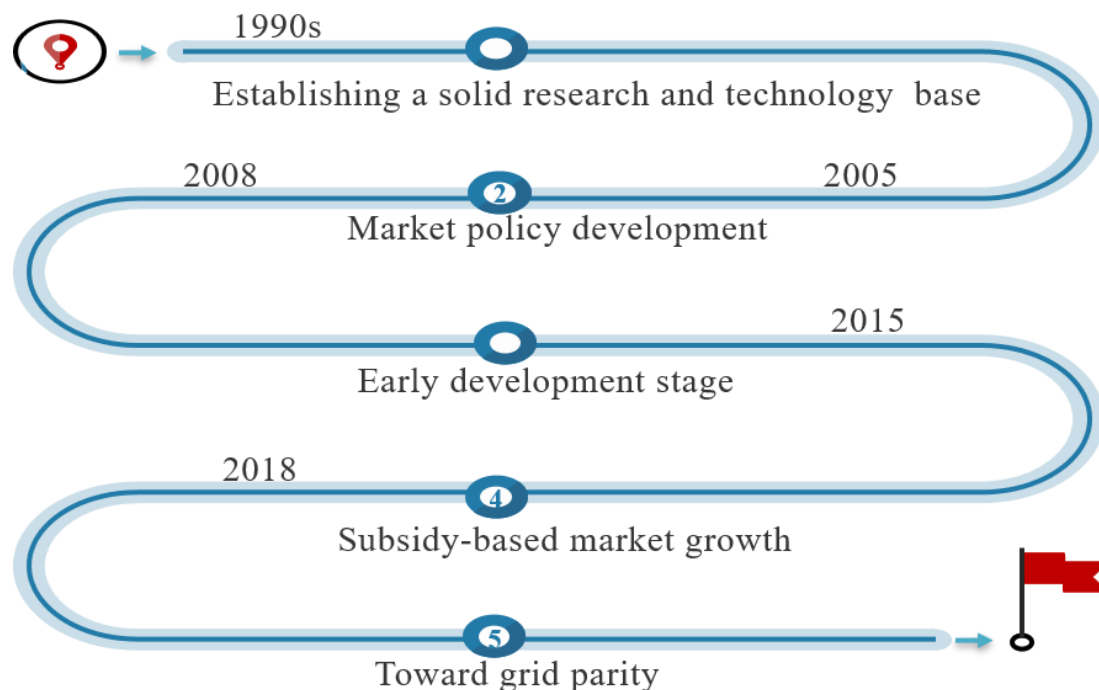 1990s
Establishing a solid research and technology base
2008
2005
2
Market policy development
2015
Early development stage
2018
4
Subsidy-based market growth
5
Toward grid parity